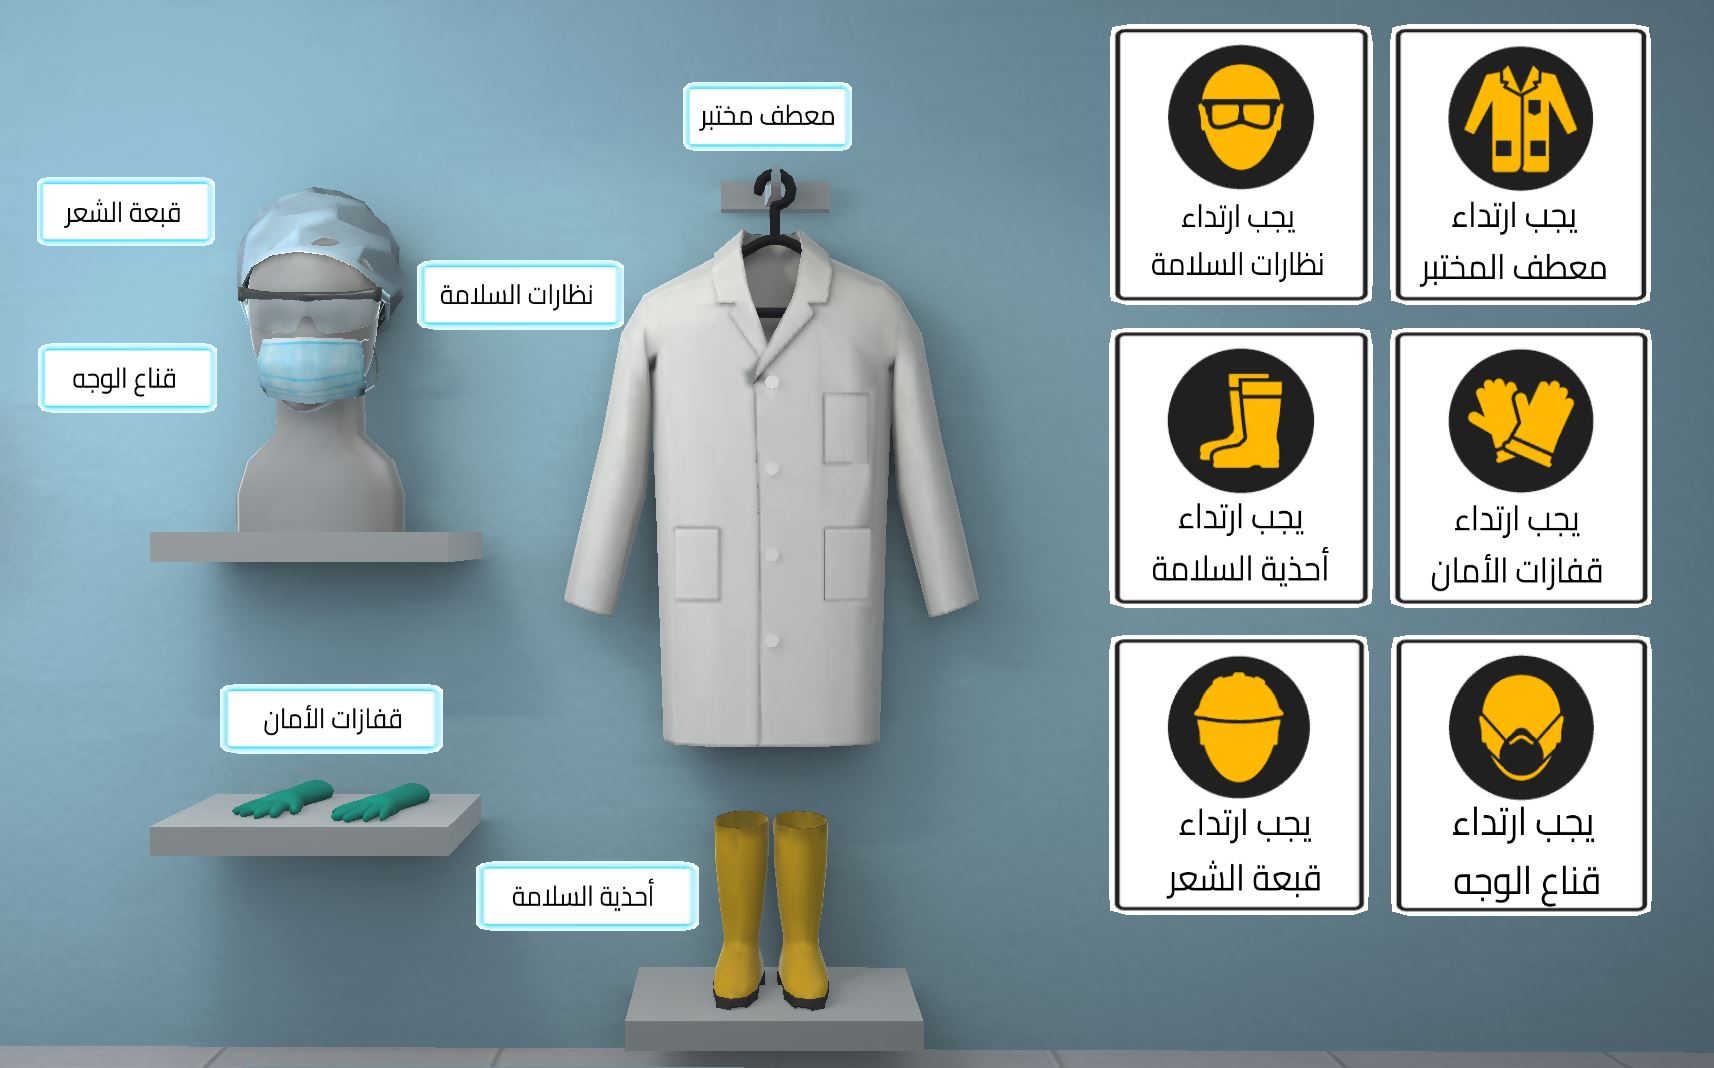 معطف مختبر
قبعة الشعر
نظارات السلامة
قناع الوجه
قفازات الأمان
أحذية السلامة
يجب ارتداء
معطف المختبر
يجب ارتداء
نظارات السلامة
يجب ارتداء
قفازات الأمان
يجب ارتداء
أحذية السلامة
يجب ارتداء
قناع الوجه
يجب ارتداء
قبعة الشعر